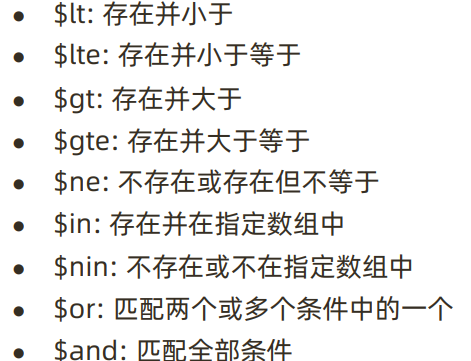 • $lt: 存在并小于
• $lte: 存在并小于等于
• $gt: 存在并大于
• $gte: 存在并大于等于
• $ne: 不存在或存在但不等于
• $in: 存在并在指定数组中
• $nin: 不存在或不在指定数组中
• $or: 匹配两个或多个条件中的一个
• $and: 匹配全部条件